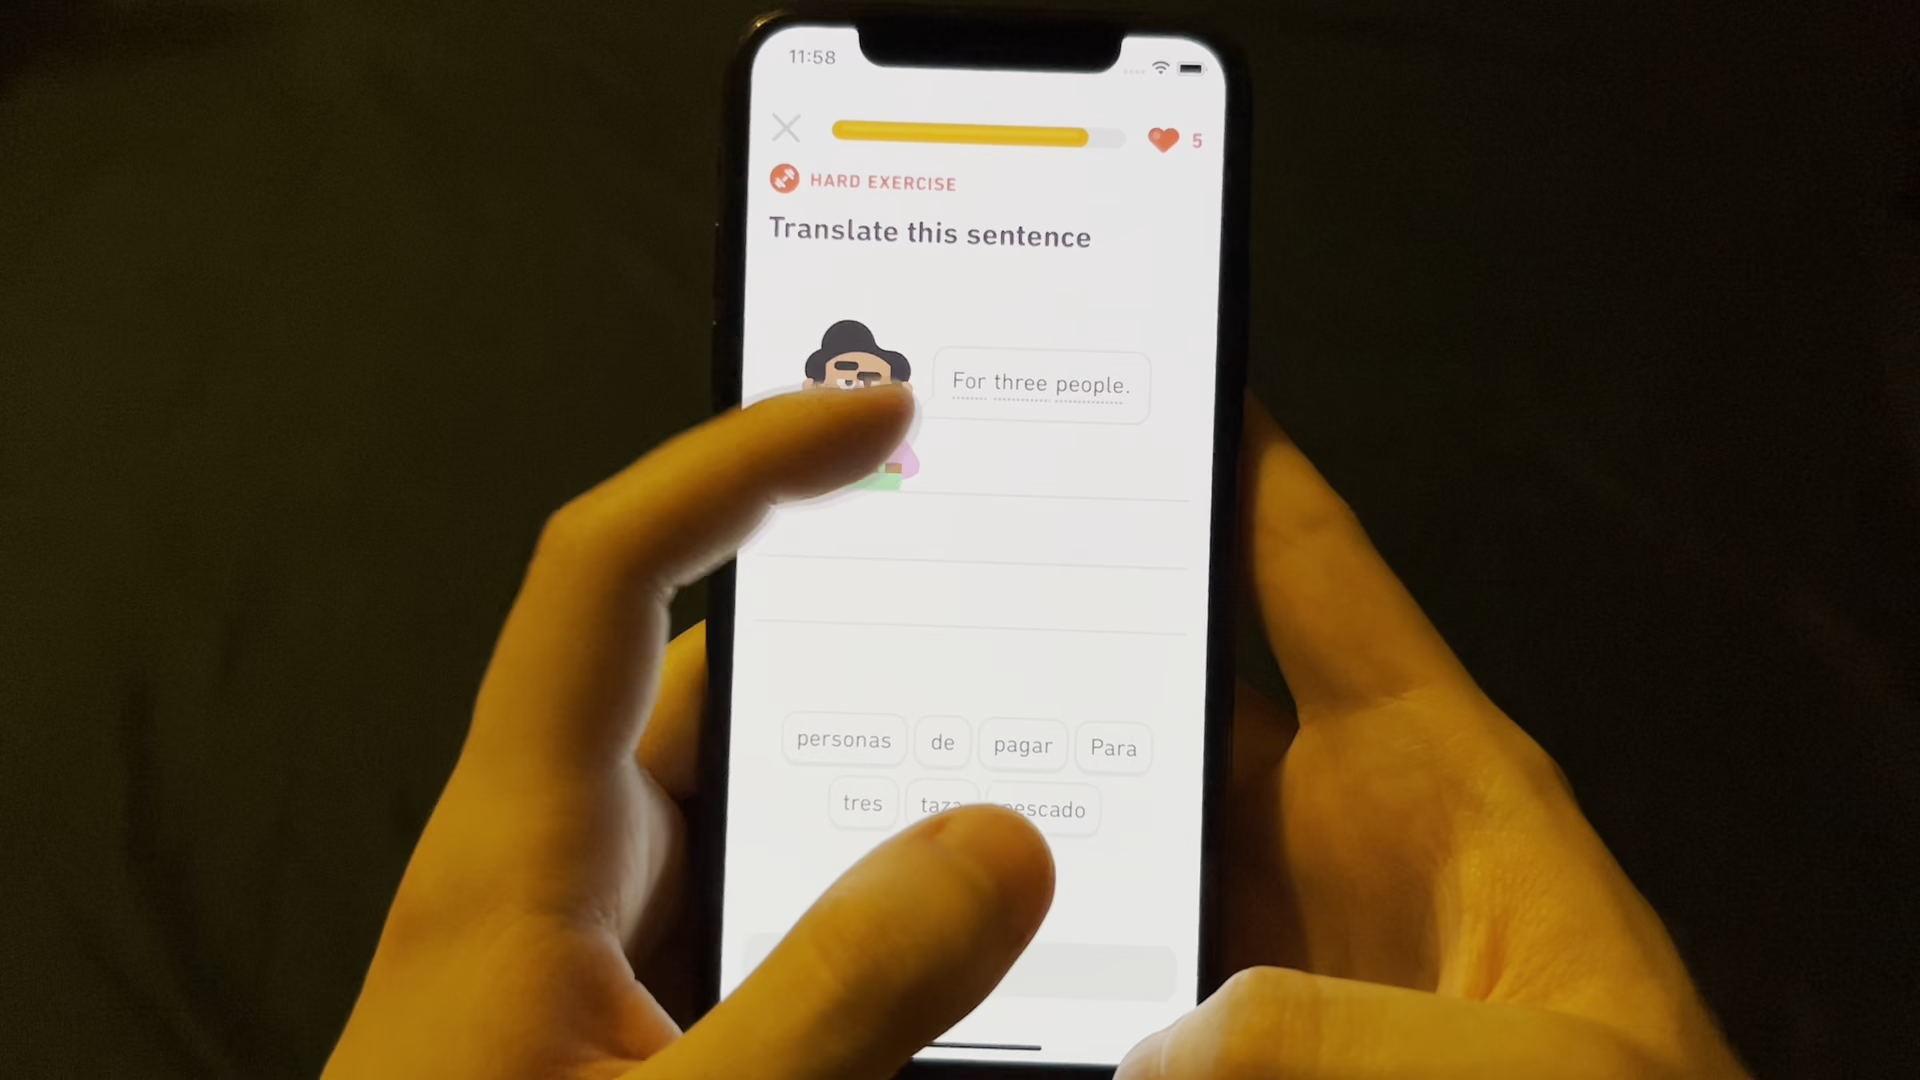 11:58
5
HARD EXERCISE
Translate this sentence
For three people.
personas de pagar Para
tres